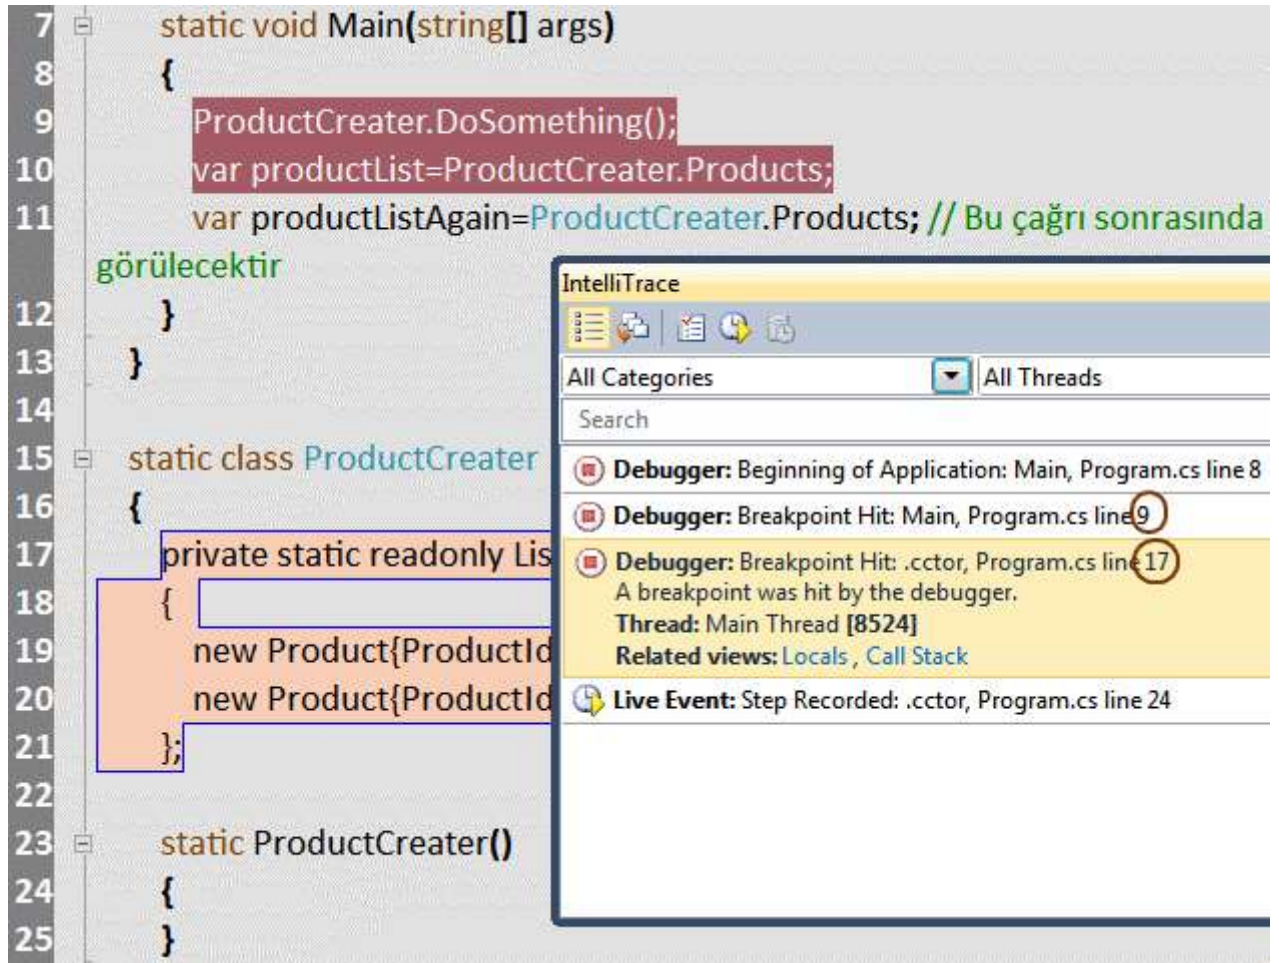 7 static void Main(string[] args)
8 {
9 ProductCreater.DoSomething();
10 var productList=ProductCreater.Products;
11 var productListAgain=ProductCreater.Products; // Bu çağrı sonrasında
görülecektir
12 }
13 }
14
15 static class ProductCreater
16 {
17 private static readonly Lis
18 {
19 new Product{ProductId
20 new Product{ProductId
21 };
22
23 static ProductCreater()
24 {
25 }
IntelliTrace
All Categories All Threads
Search
Debugger: Beginning of Application: Main, Program.cs line 8
Debugger: Breakpoint Hit: Main, Program.cs line 9
Debugger: Breakpoint Hit: .cctor, Program.cs line 17
A breakpoint was hit by the debugger.
Thread: Main Thread [8524]
Related views: Locals , Call Stack
Live Event: Step Recorded: .cctor, Program.cs line 24